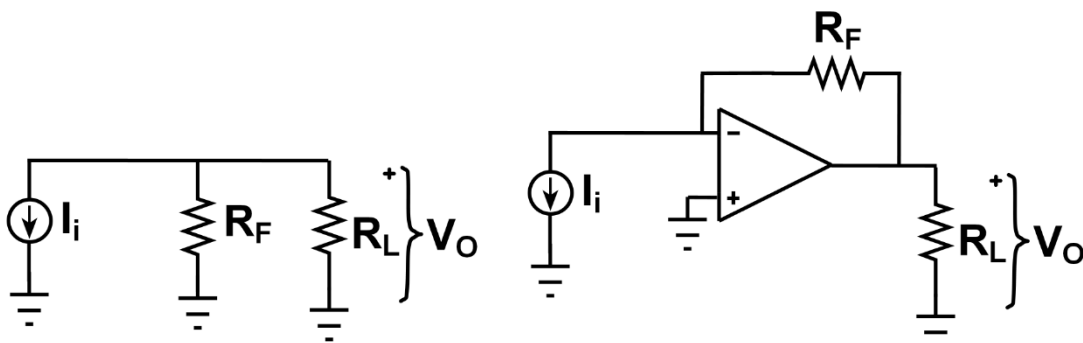 I_i
R_F
R_L
+
V_O
R_F
−
+
I_i
R_L
+
V_O